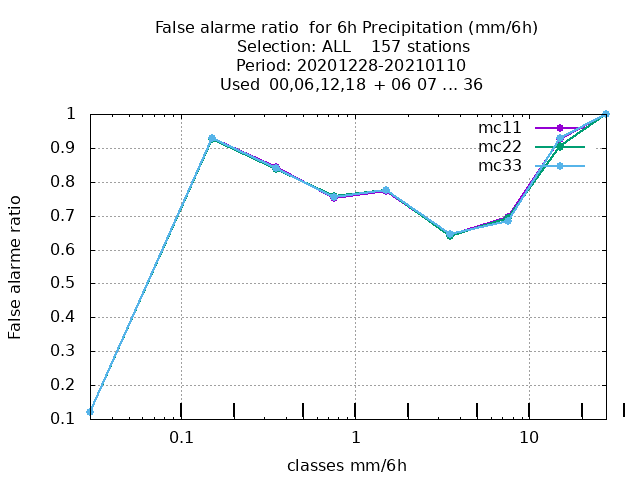 False alarme ratio  for 6h Precipitation (mm/6h)
Selection: ALL    157 stations
Period: 20201228-20210110
Used  00,06,12,18  + 06 07 ... 36
1
0.9
0.8
0.7
0.6
0.5
0.4
0.3
0.2
0.1
False alarme ratio
mc11
mc22
mc33
0.1
1
10
classes mm/6h